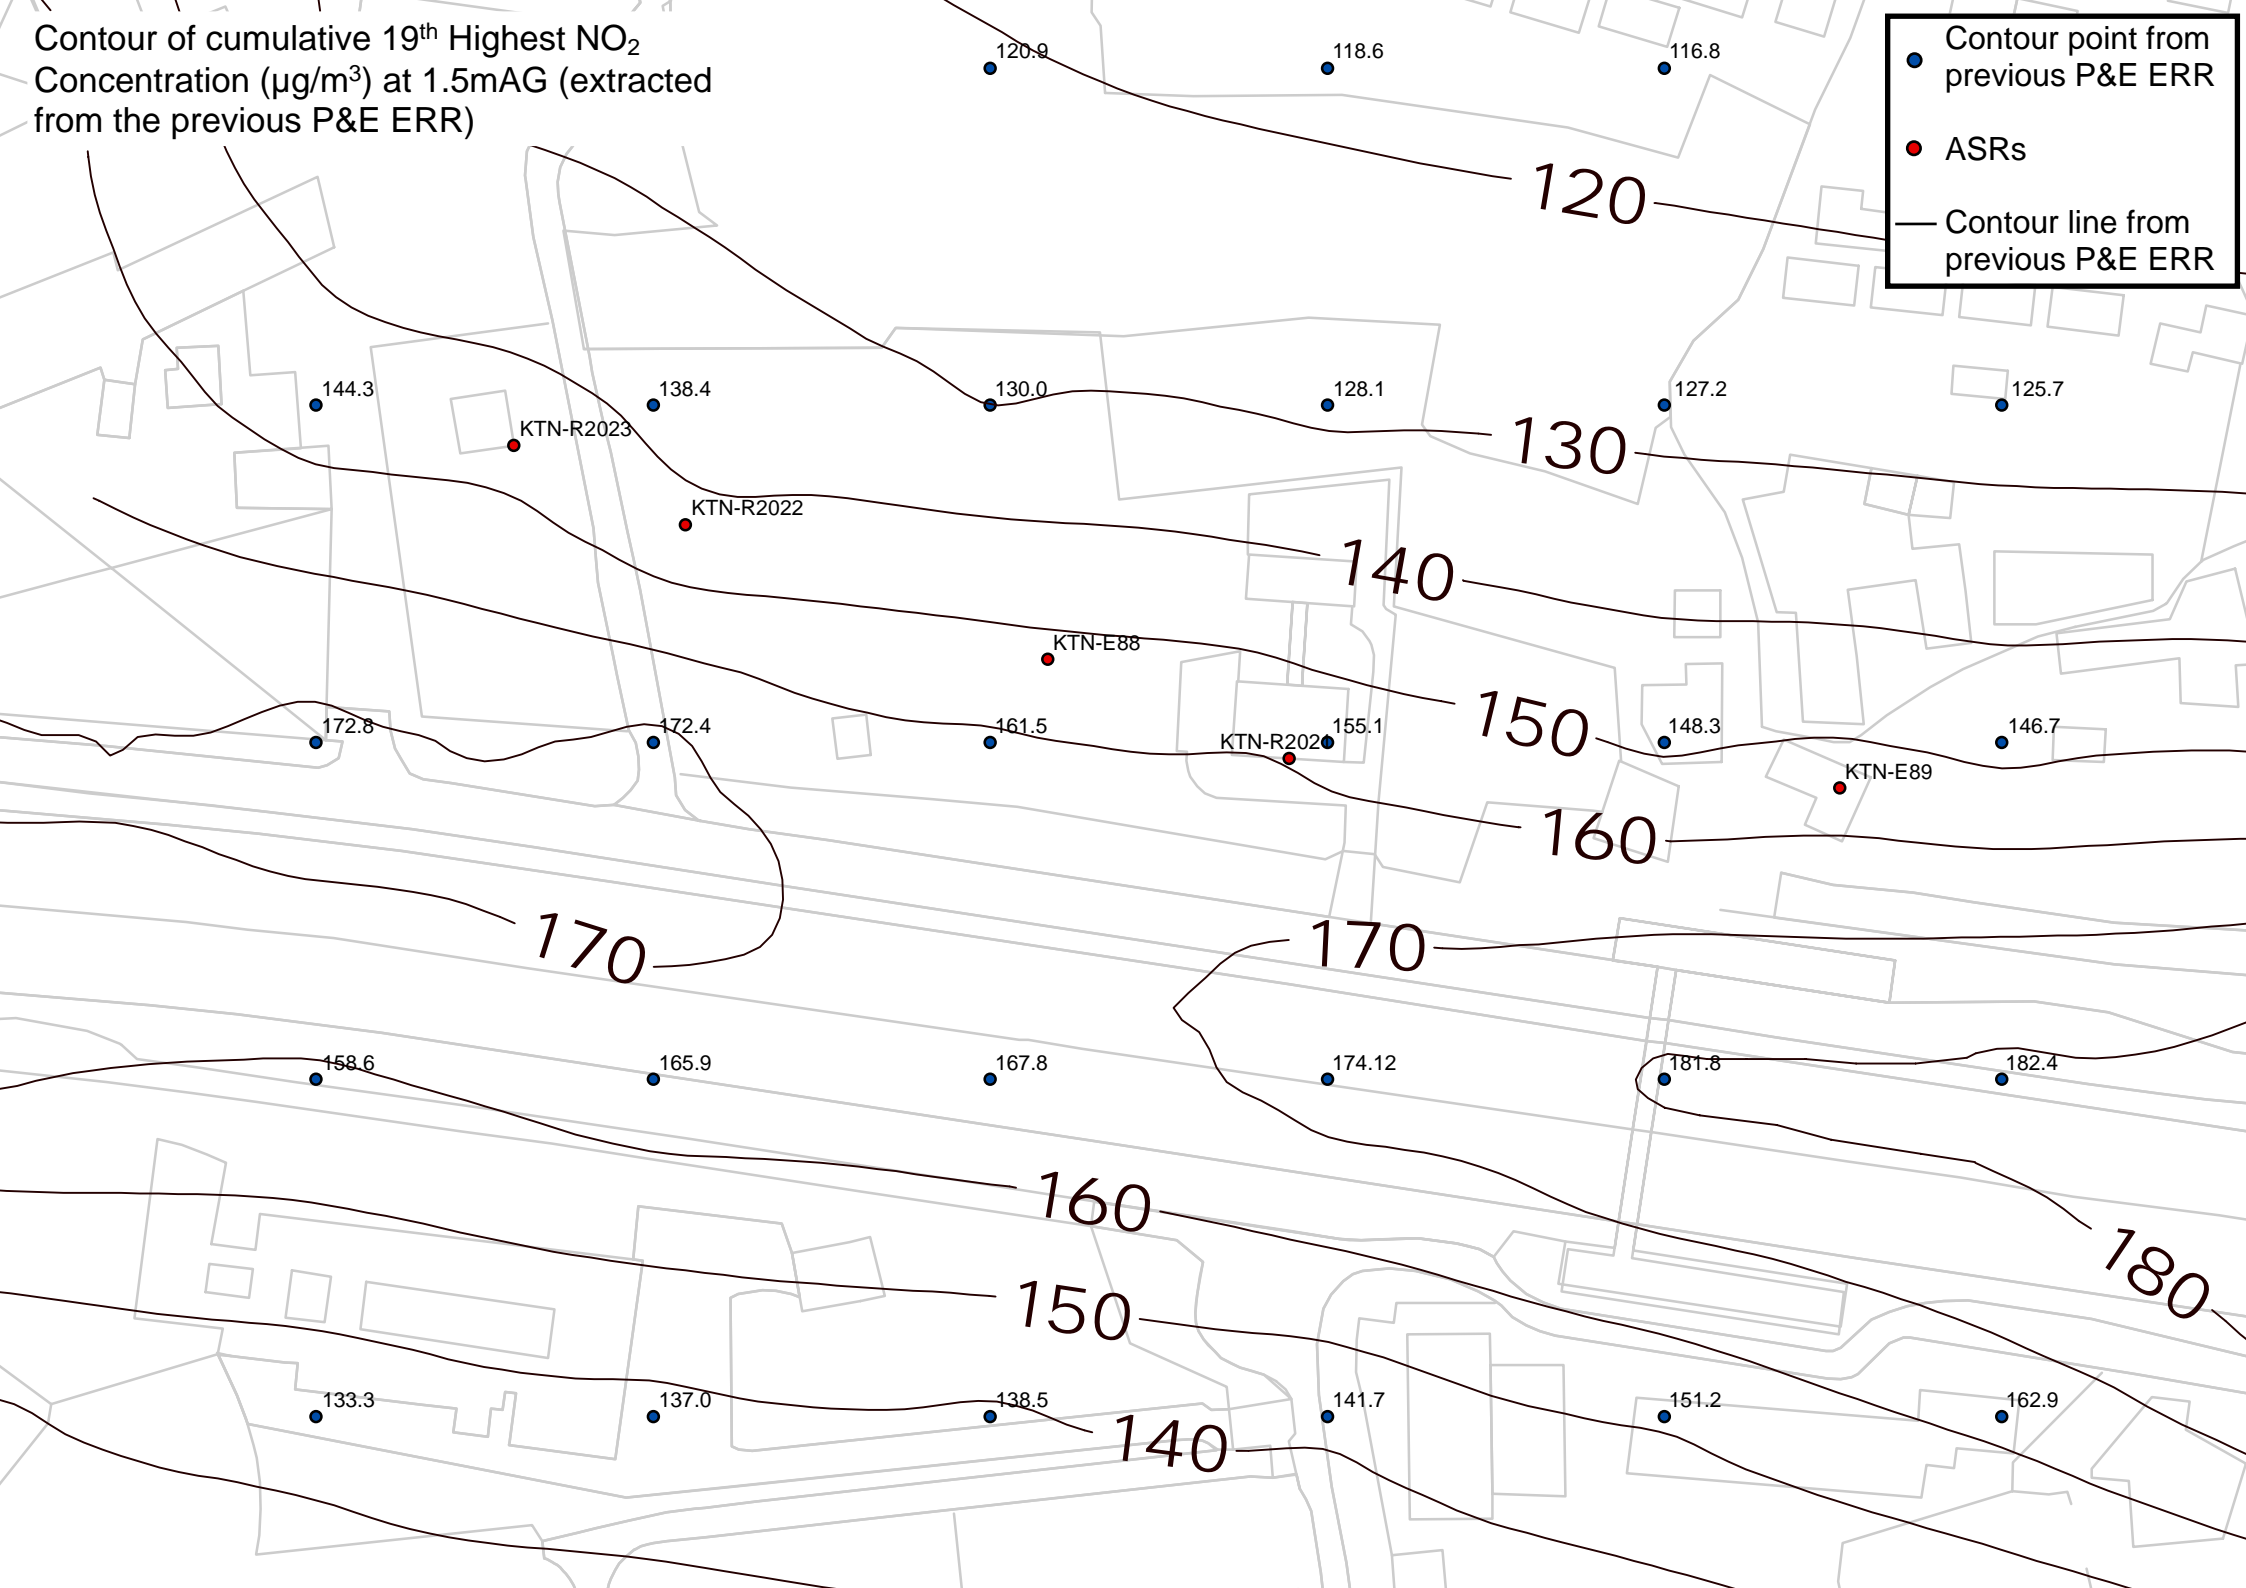 Contour of cumulative 19th Highest NO2
Concentration (µg/m3) at 1.5mAG (extracted
from the previous P&E ERR)
Contour point from
previous P&E ERR
ASRs
Contour line from
previous P&E ERR
120.9
118.6
116.8
120
144.3
138.4
130.0
128.1
127.2
125.7
KTN-R2023
130
KTN-R2022
140
KTN-E88
172.8
172.4
161.5
KTN-R2021
155.1
150
148.3
146.7
KTN-E89
160
170
170
158.6
165.9
167.8
174.12
181.8
182.4
160
180
150
133.3
137.0
138.5
141.7
151.2
162.9
140